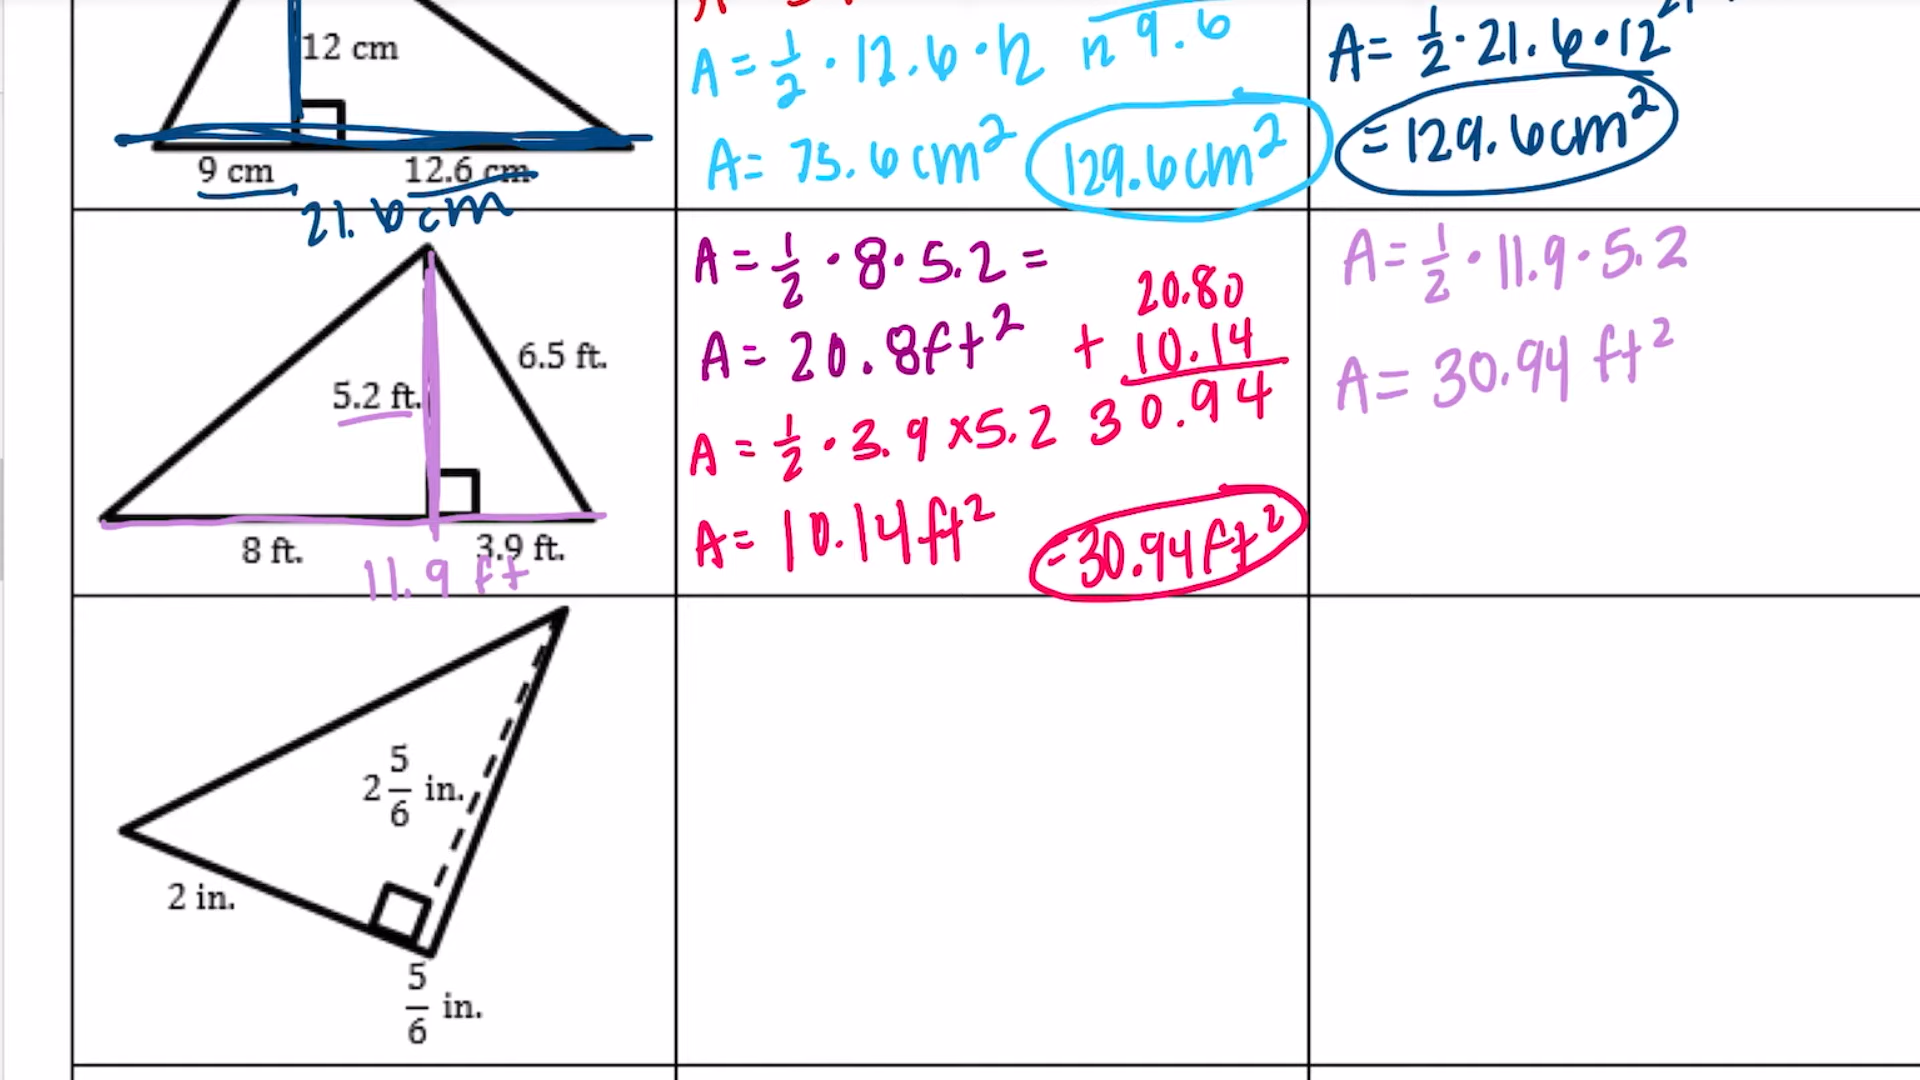 12 cm
9 cm
12.6 cm
21.6 cm
A = 1/2 · 12.6 · 12
129.6
A = 75.6 cm²
129.6 cm²
A = 1/2 · 21.6 · 12
= 129.6 cm²
5.2 ft.
6.5 ft.
8 ft.
3.9 ft.
11.9 ft
A = 1/2 · 8 · 5.2 =
A = 20.8 ft²
A = 1/2 · 3.9 × 5.2
A = 10.14 ft²
20.80
+ 10.14
30.94
= 30.94 ft²
A = 1/2 · 11.9 · 5.2
A = 30.94 ft²
2 5/6 in.
2 in.
5/6 in.